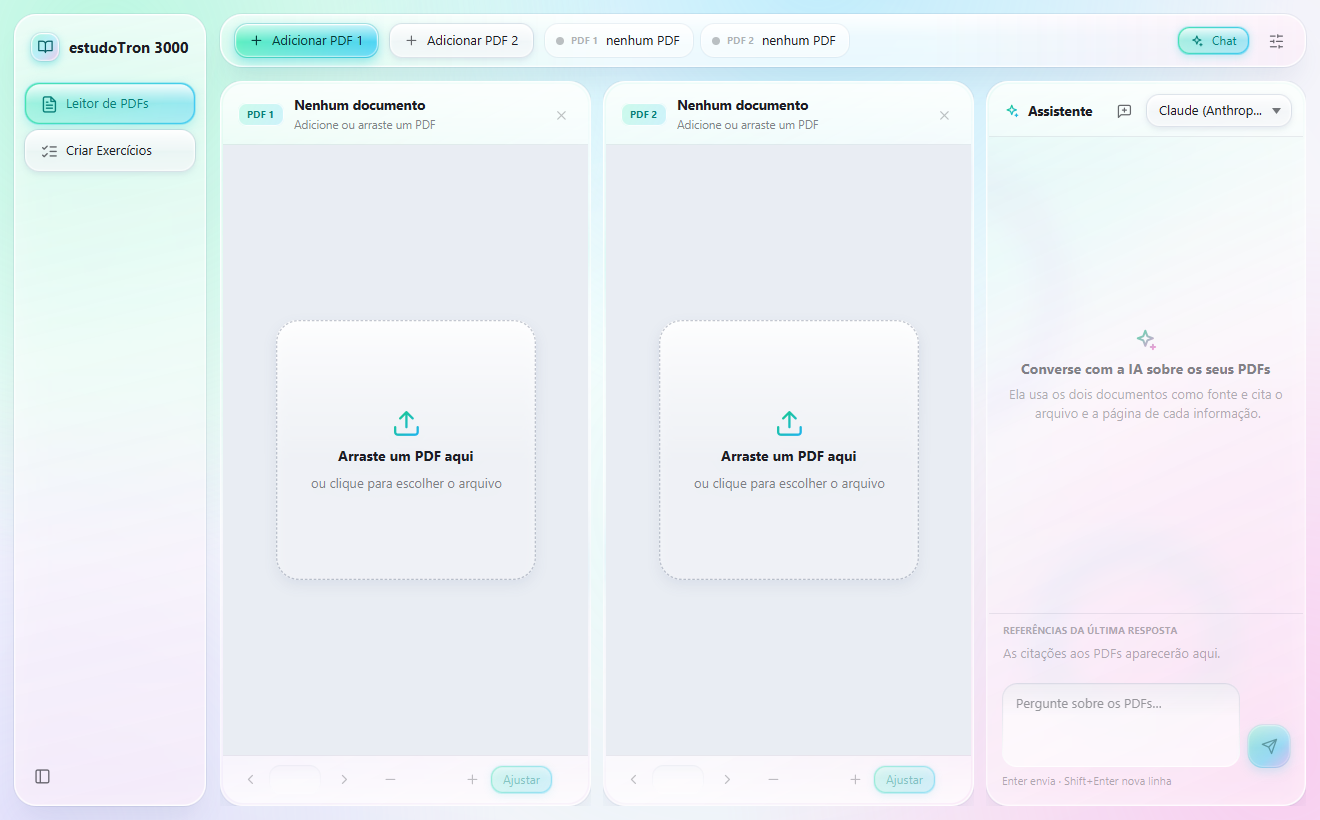 estudoTron 3000
Leitor de PDFs
Criar Exercícios
Adicionar PDF 1
Adicionar PDF 2
PDF 1 nenhum PDF
PDF 2 nenhum PDF
Chat
PDF 1
Nenhum documento
Adicione ou arraste um PDF
Arraste um PDF aqui
ou clique para escolher o arquivo
Ajustar
PDF 2
Nenhum documento
Adicione ou arraste um PDF
Arraste um PDF aqui
ou clique para escolher o arquivo
Ajustar
Assistente
Claude (Anthrop...
Converse com a IA sobre os seus PDFs
Ela usa os dois documentos como fonte e cita o
arquivo e a página de cada informação.
REFERÊNCIAS DA ÚLTIMA RESPOSTA
As citações aos PDFs aparecerão aqui.
Pergunte sobre os PDFs...
Enter envia · Shift+Enter nova linha